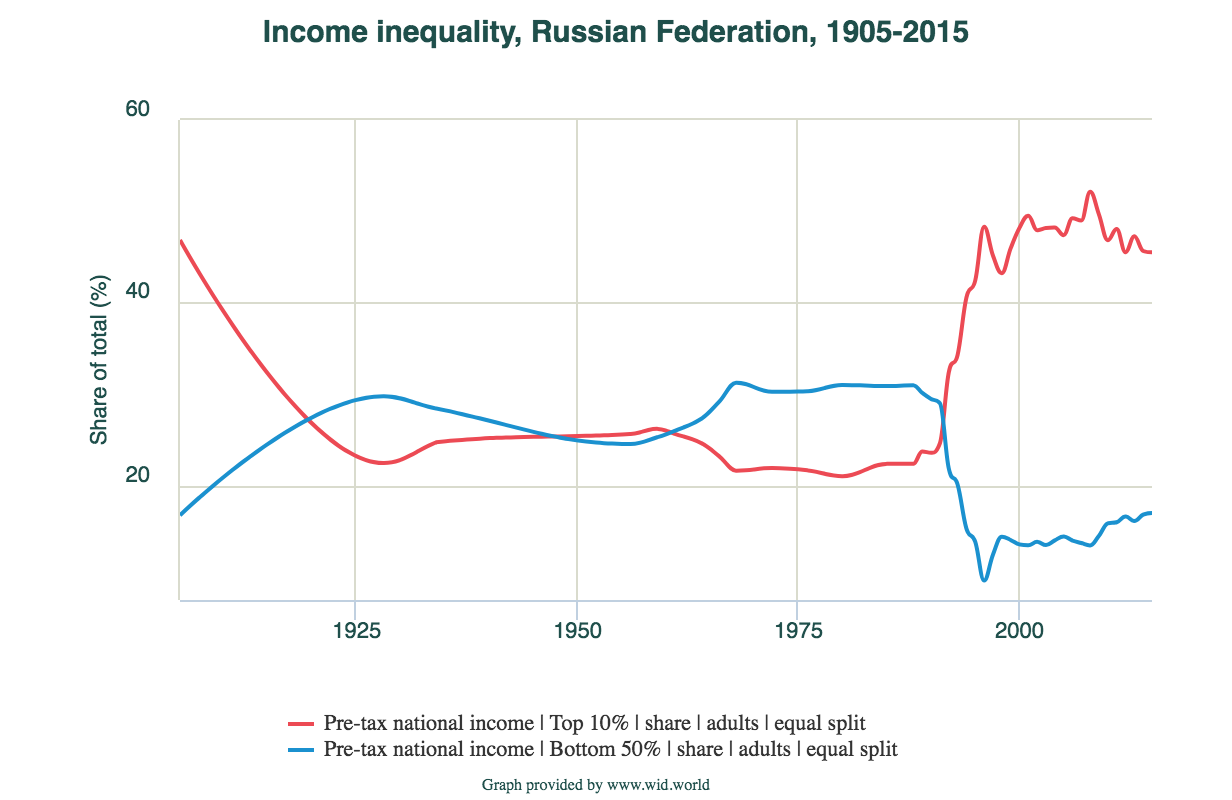 Income inequality, Russian Federation, 1905-2015
60
40
20
Share of total (%)
1925 1950 1975 2000
Pre-tax national income | Top 10% | share | adults | equal split
Pre-tax national income | Bottom 50% | share | adults | equal split
Graph provided by www.wid.world